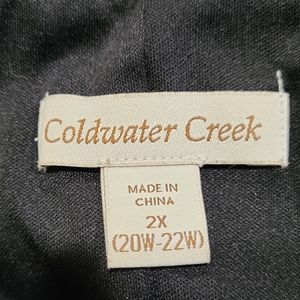 Coldwater Creek
MADE IN
CHINA
2X
(20W-22W)